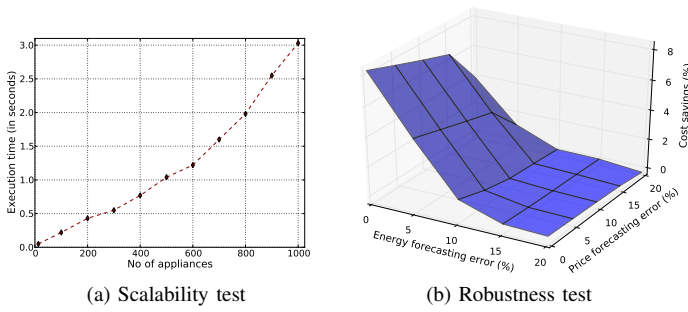 3.0
2.5
2.0
1.5
1.0
0.5
0.0
0 200 400 600 800 1000
Execution time (in seconds)
No of appliances
(a) Scalability test
8
6
4
2
0
Cost savings (%)
0 5 10 15 20
Energy forecasting error (%)
0 5 10 15 20
Price forecasting error (%)
(b) Robustness test